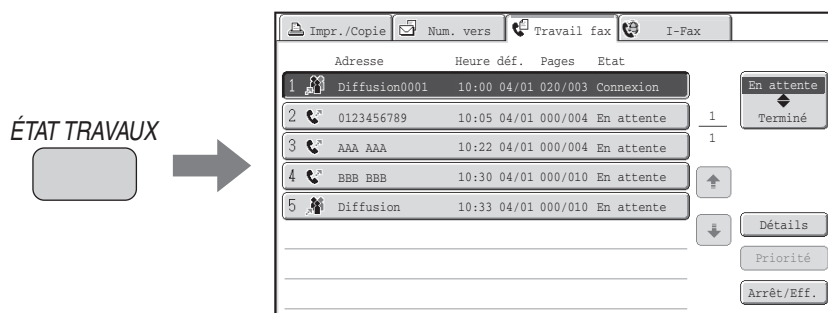 ÉTAT TRAVAUX
Impr./Copie Num. vers Travail fax I-Fax
Adresse Heure déf. Pages Etat
1 Diffusion0001 10:00 04/01 020/003 Connexion
2 0123456789 10:05 04/01 000/004 En attente
3 AAA AAA 10:22 04/01 000/004 En attente
4 BBB BBB 10:30 04/01 000/010 En attente
5 Diffusion 10:33 04/01 000/010 En attente
1
1
En attente
Terminé
Détails
Priorité
Arrêt/Eff.